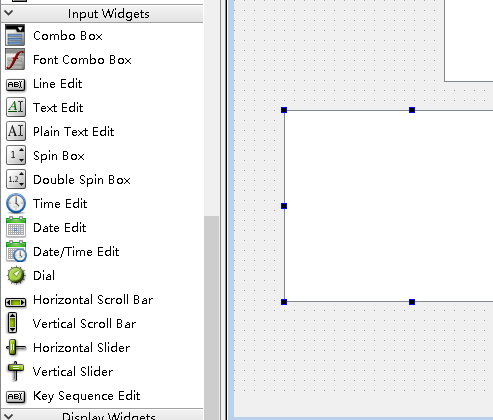 Input Widgets
Combo Box
Font Combo Box
Line Edit
Text Edit
Plain Text Edit
Spin Box
Double Spin Box
Time Edit
Date Edit
Date/Time Edit
Dial
Horizontal Scroll Bar
Vertical Scroll Bar
Horizontal Slider
Vertical Slider
Key Sequence Edit
Display Widgets